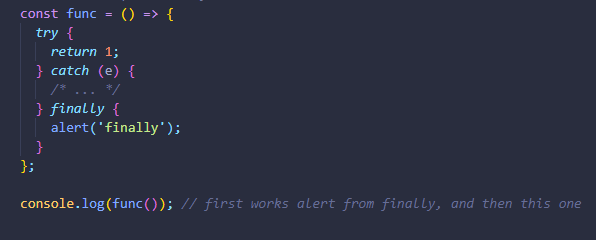 const func = () => {
  try {
    return 1;
  } catch (e) {
    /* ... */
  } finally {
    alert('finally');
  }
};

console.log(func()); // first works alert from finally, and then this one